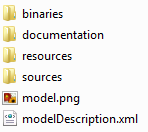 binaries
documentation
resources
sources
model.png
modelDescription.xml